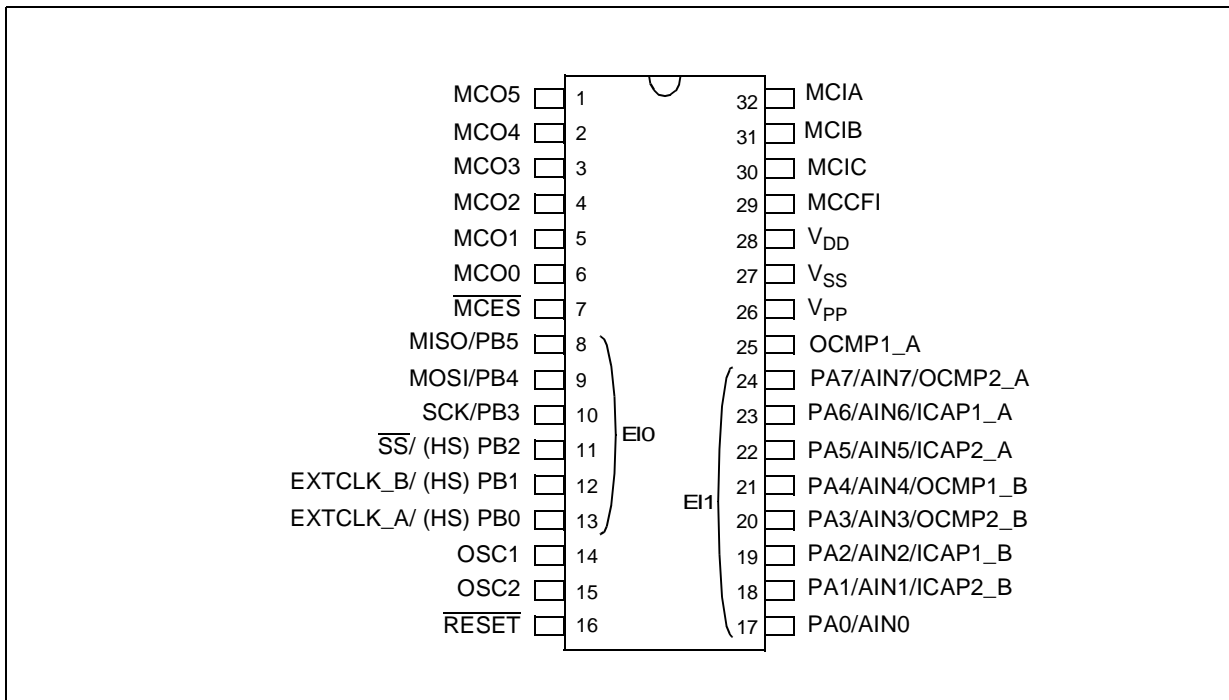 MCO5 1
MCO4 2
MCO3 3
MCO2 4
MCO1 5
MCO0 6
MCES 7
MISO/PB5 8
MOSI/PB4 9
SCK/PB3 10
SS/ (HS) PB2 11
EXTCLK_B/ (HS) PB1 12
EXTCLK_A/ (HS) PB0 13
OSC1 14
OSC2 15
RESET 16
EI0
EI1
32 MCIA
31 MCIB
30 MCIC
29 MCCFI
28 VDD
27 VSS
26 VPP
25 OCMP1_A
24 PA7/AIN7/OCMP2_A
23 PA6/AIN6/ICAP1_A
22 PA5/AIN5/ICAP2_A
21 PA4/AIN4/OCMP1_B
20 PA3/AIN3/OCMP2_B
19 PA2/AIN2/ICAP1_B
18 PA1/AIN1/ICAP2_B
17 PA0/AIN0